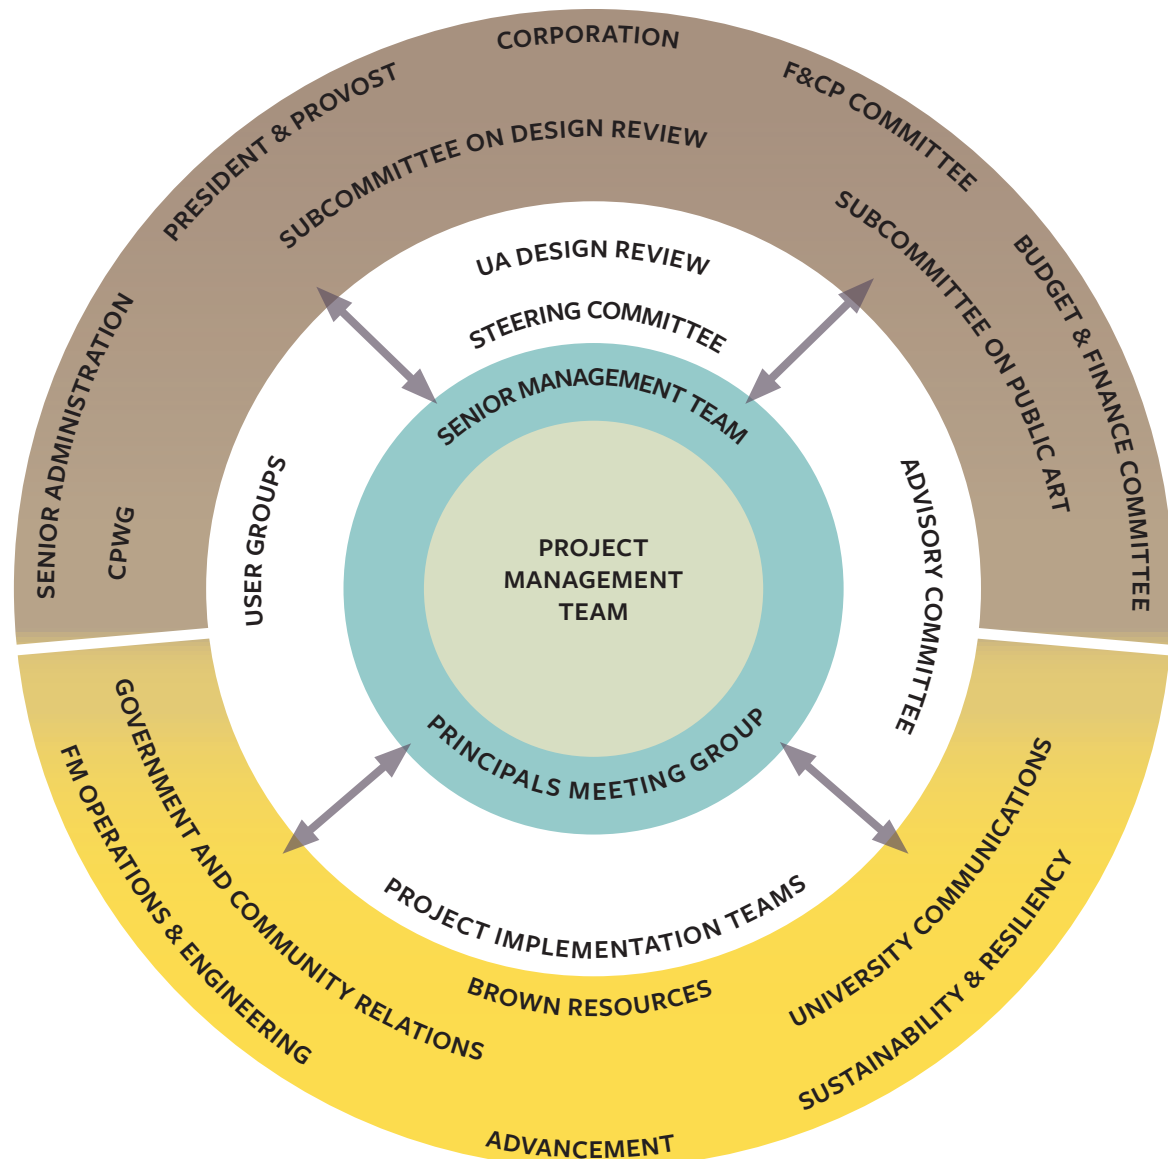 CORPORATION
PRESIDENT & PROVOST
F&CP COMMITTEE
SUBCOMMITTEE ON DESIGN REVIEW
SUBCOMMITTEE ON PUBLIC ART
BUDGET & FINANCE COMMITTEE
SENIOR ADMINISTRATION
CPWG
UA DESIGN REVIEW
STEERING COMMITTEE
USER GROUPS
ADVISORY COMMITTEE
SENIOR MANAGEMENT TEAM
PROJECT
MANAGEMENT
TEAM
PRINCIPALS MEETING GROUP
PROJECT IMPLEMENTATION TEAMS
BROWN RESOURCES
GOVERNMENT AND COMMUNITY RELATIONS
FM OPERATIONS & ENGINEERING
UNIVERSITY COMMUNICATIONS
SUSTAINABILITY & RESILIENCY
ADVANCEMENT